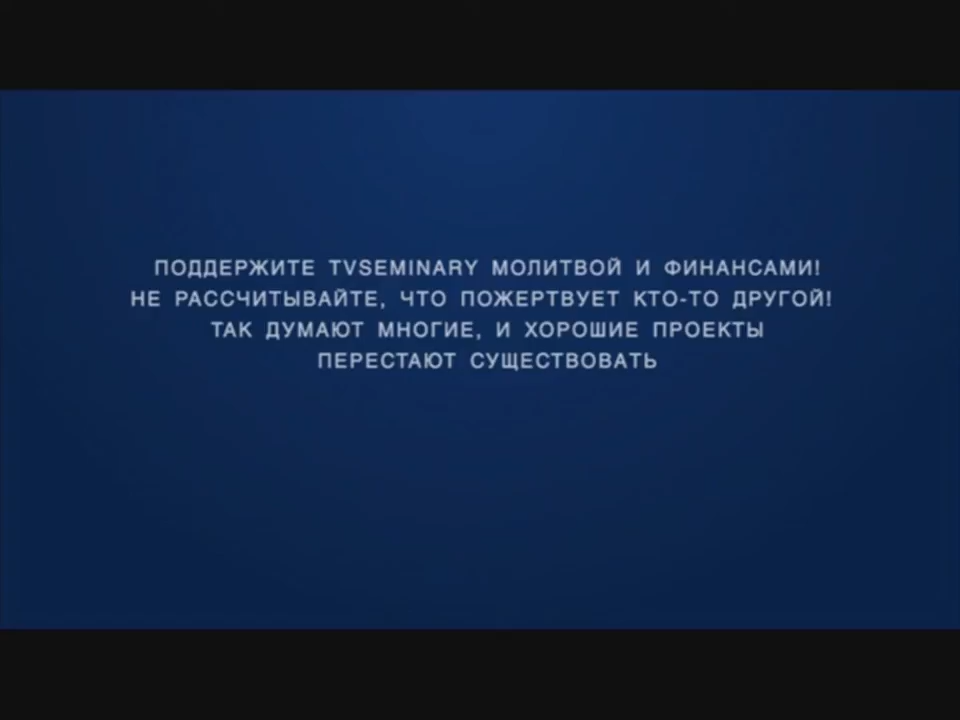 ПОДДЕРЖИТЕ TVSEMINARY МОЛИТВОЙ И ФИНАНСАМИ!
НЕ РАССЧИТЫВАЙТЕ, ЧТО ПОЖЕРТВУЕТ КТО-ТО ДРУГОЙ!
ТАК ДУМАЮТ МНОГИЕ, И ХОРОШИЕ ПРОЕКТЫ
ПЕРЕСТАЮТ СУЩЕСТВОВАТЬ